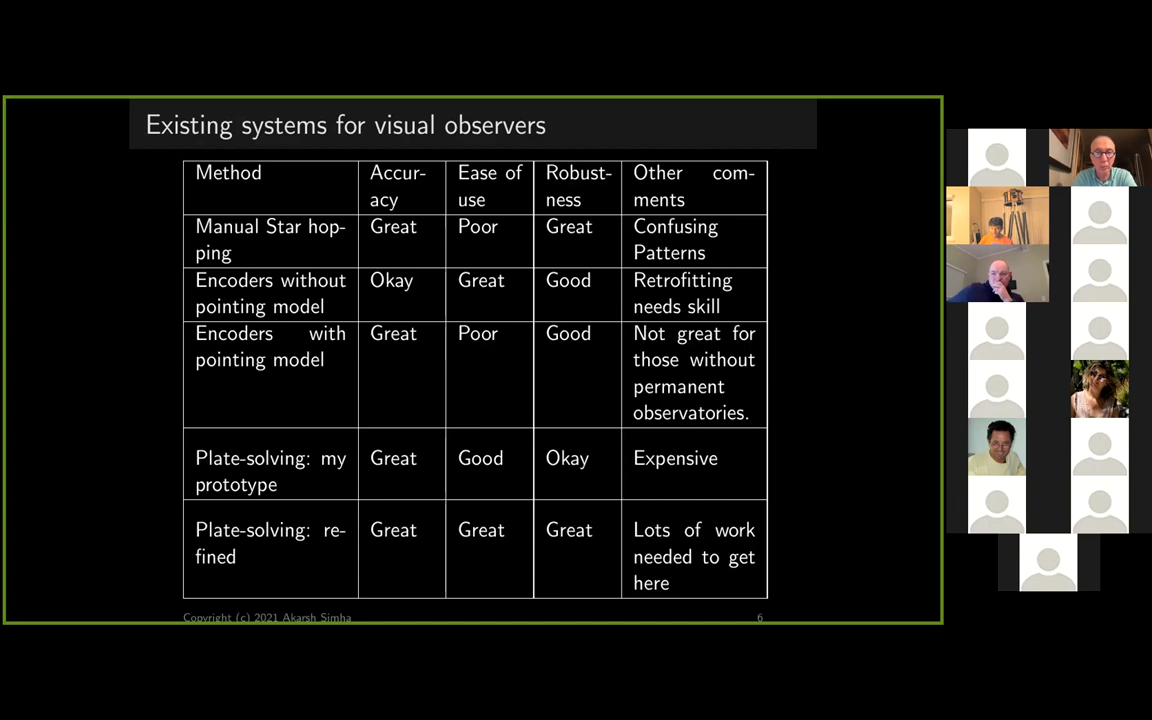 Existing systems for visual observers
Method
Accur-
acy
Ease of
use
Robust-
ness
Other com-
ments
Manual Star hop-
ping
Great
Poor
Great
Confusing
Patterns
Encoders without
pointing model
Okay
Great
Good
Retrofitting
needs skill
Encoders with
pointing model
Great
Poor
Good
Not great for
those without
permanent
observatories.
Plate-solving: my
prototype
Great
Good
Okay
Expensive
Plate-solving: re-
fined
Great
Great
Great
Lots of work
needed to get
here
Copyright (c) 2021 Akarsh Simha
6